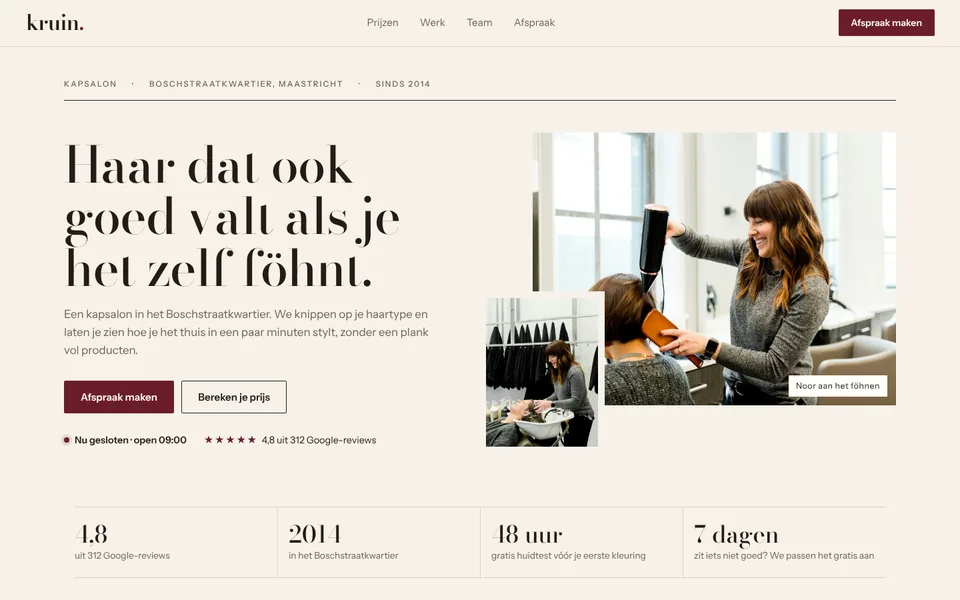 kruin.
Prijzen
Werk
Team
Afspraak
Afspraak maken
KAPSALON · BOSCHSTRAATKWARTIER, MAASTRICHT · SINDS 2014
Haar dat ook
goed valt als je
het zelf föhnt.
Een kapsalon in het Boschstraatkwartier. We knippen op je haartype en
laten je zien hoe je het thuis in een paar minuten stylt, zonder een plank
vol producten.
Afspraak maken
Bereken je prijs
Nu gesloten · open 09:00
★★★★★ 4,8 uit 312 Google-reviews
Noor aan het föhnen
4,8
uit 312 Google-reviews
2014
in het Boschstraatkwartier
48 uur
gratis huidtest vóór je eerste kleuring
7 dagen
zit iets niet goed? We passen het gratis aan